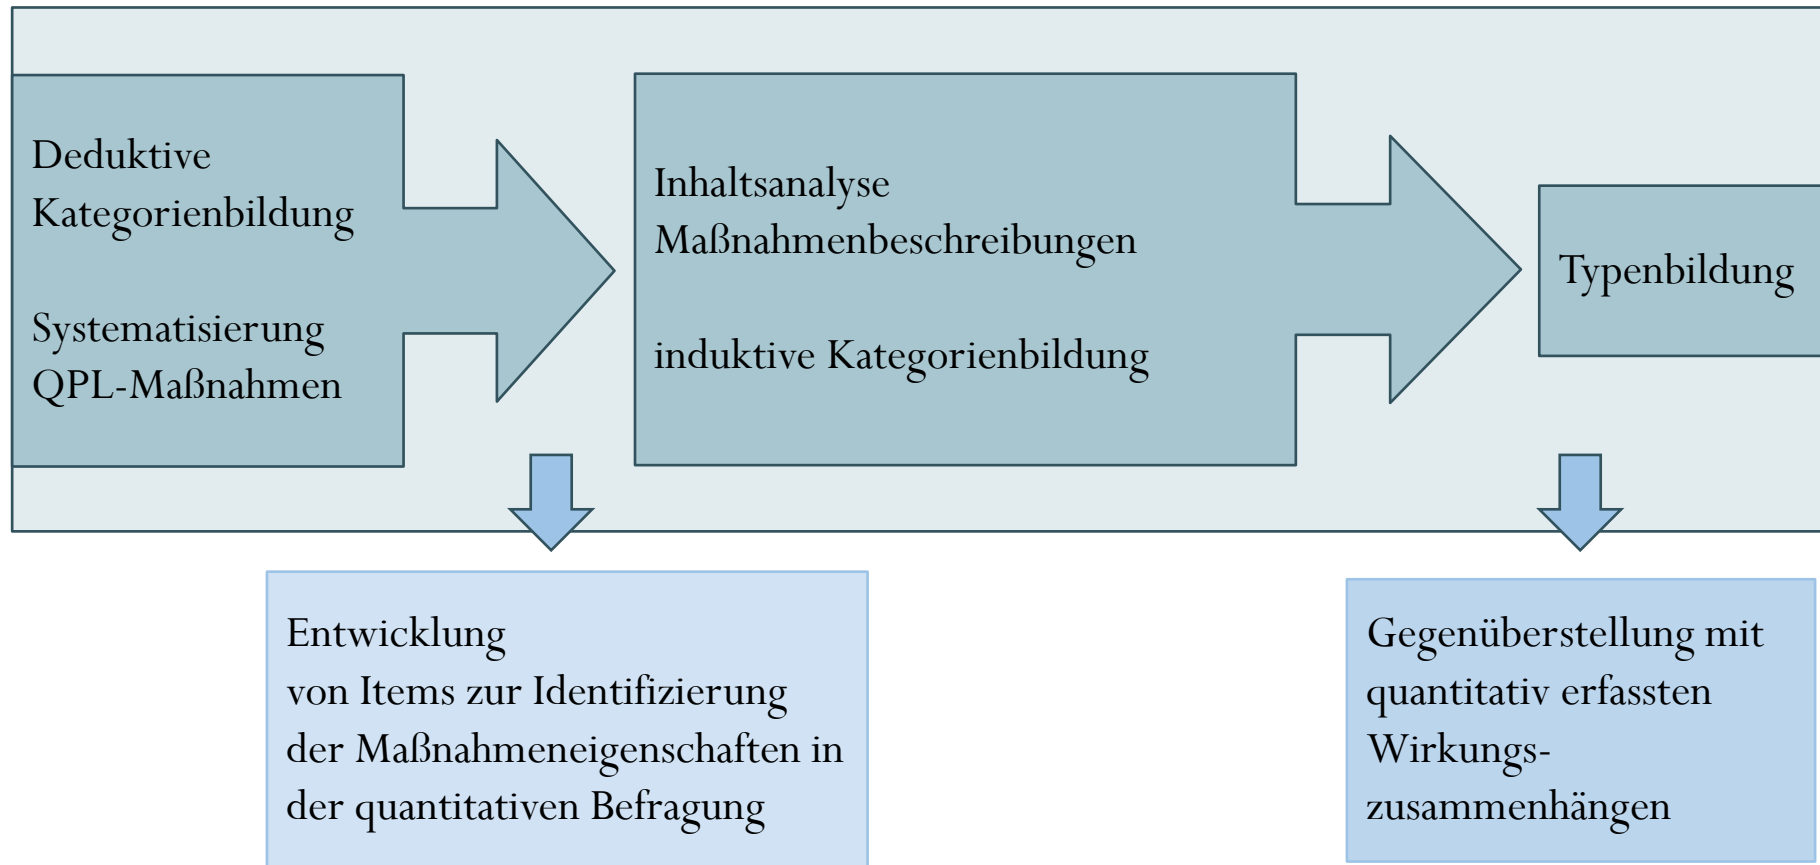 Deduktive
Kategorienbildung
Systematisierung
QPL-Maßnahmen
Inhaltsanalyse
Maßnahmenbeschreibungen
induktive Kategorienbildung
Typenbildung
Entwicklung
von Items zur Identifizierung
der Maßnahmeneigenschaften in
der quantitativen Befragung
Gegenüberstellung mit
quantitativ erfassten
Wirkungs-
zusammenhängen